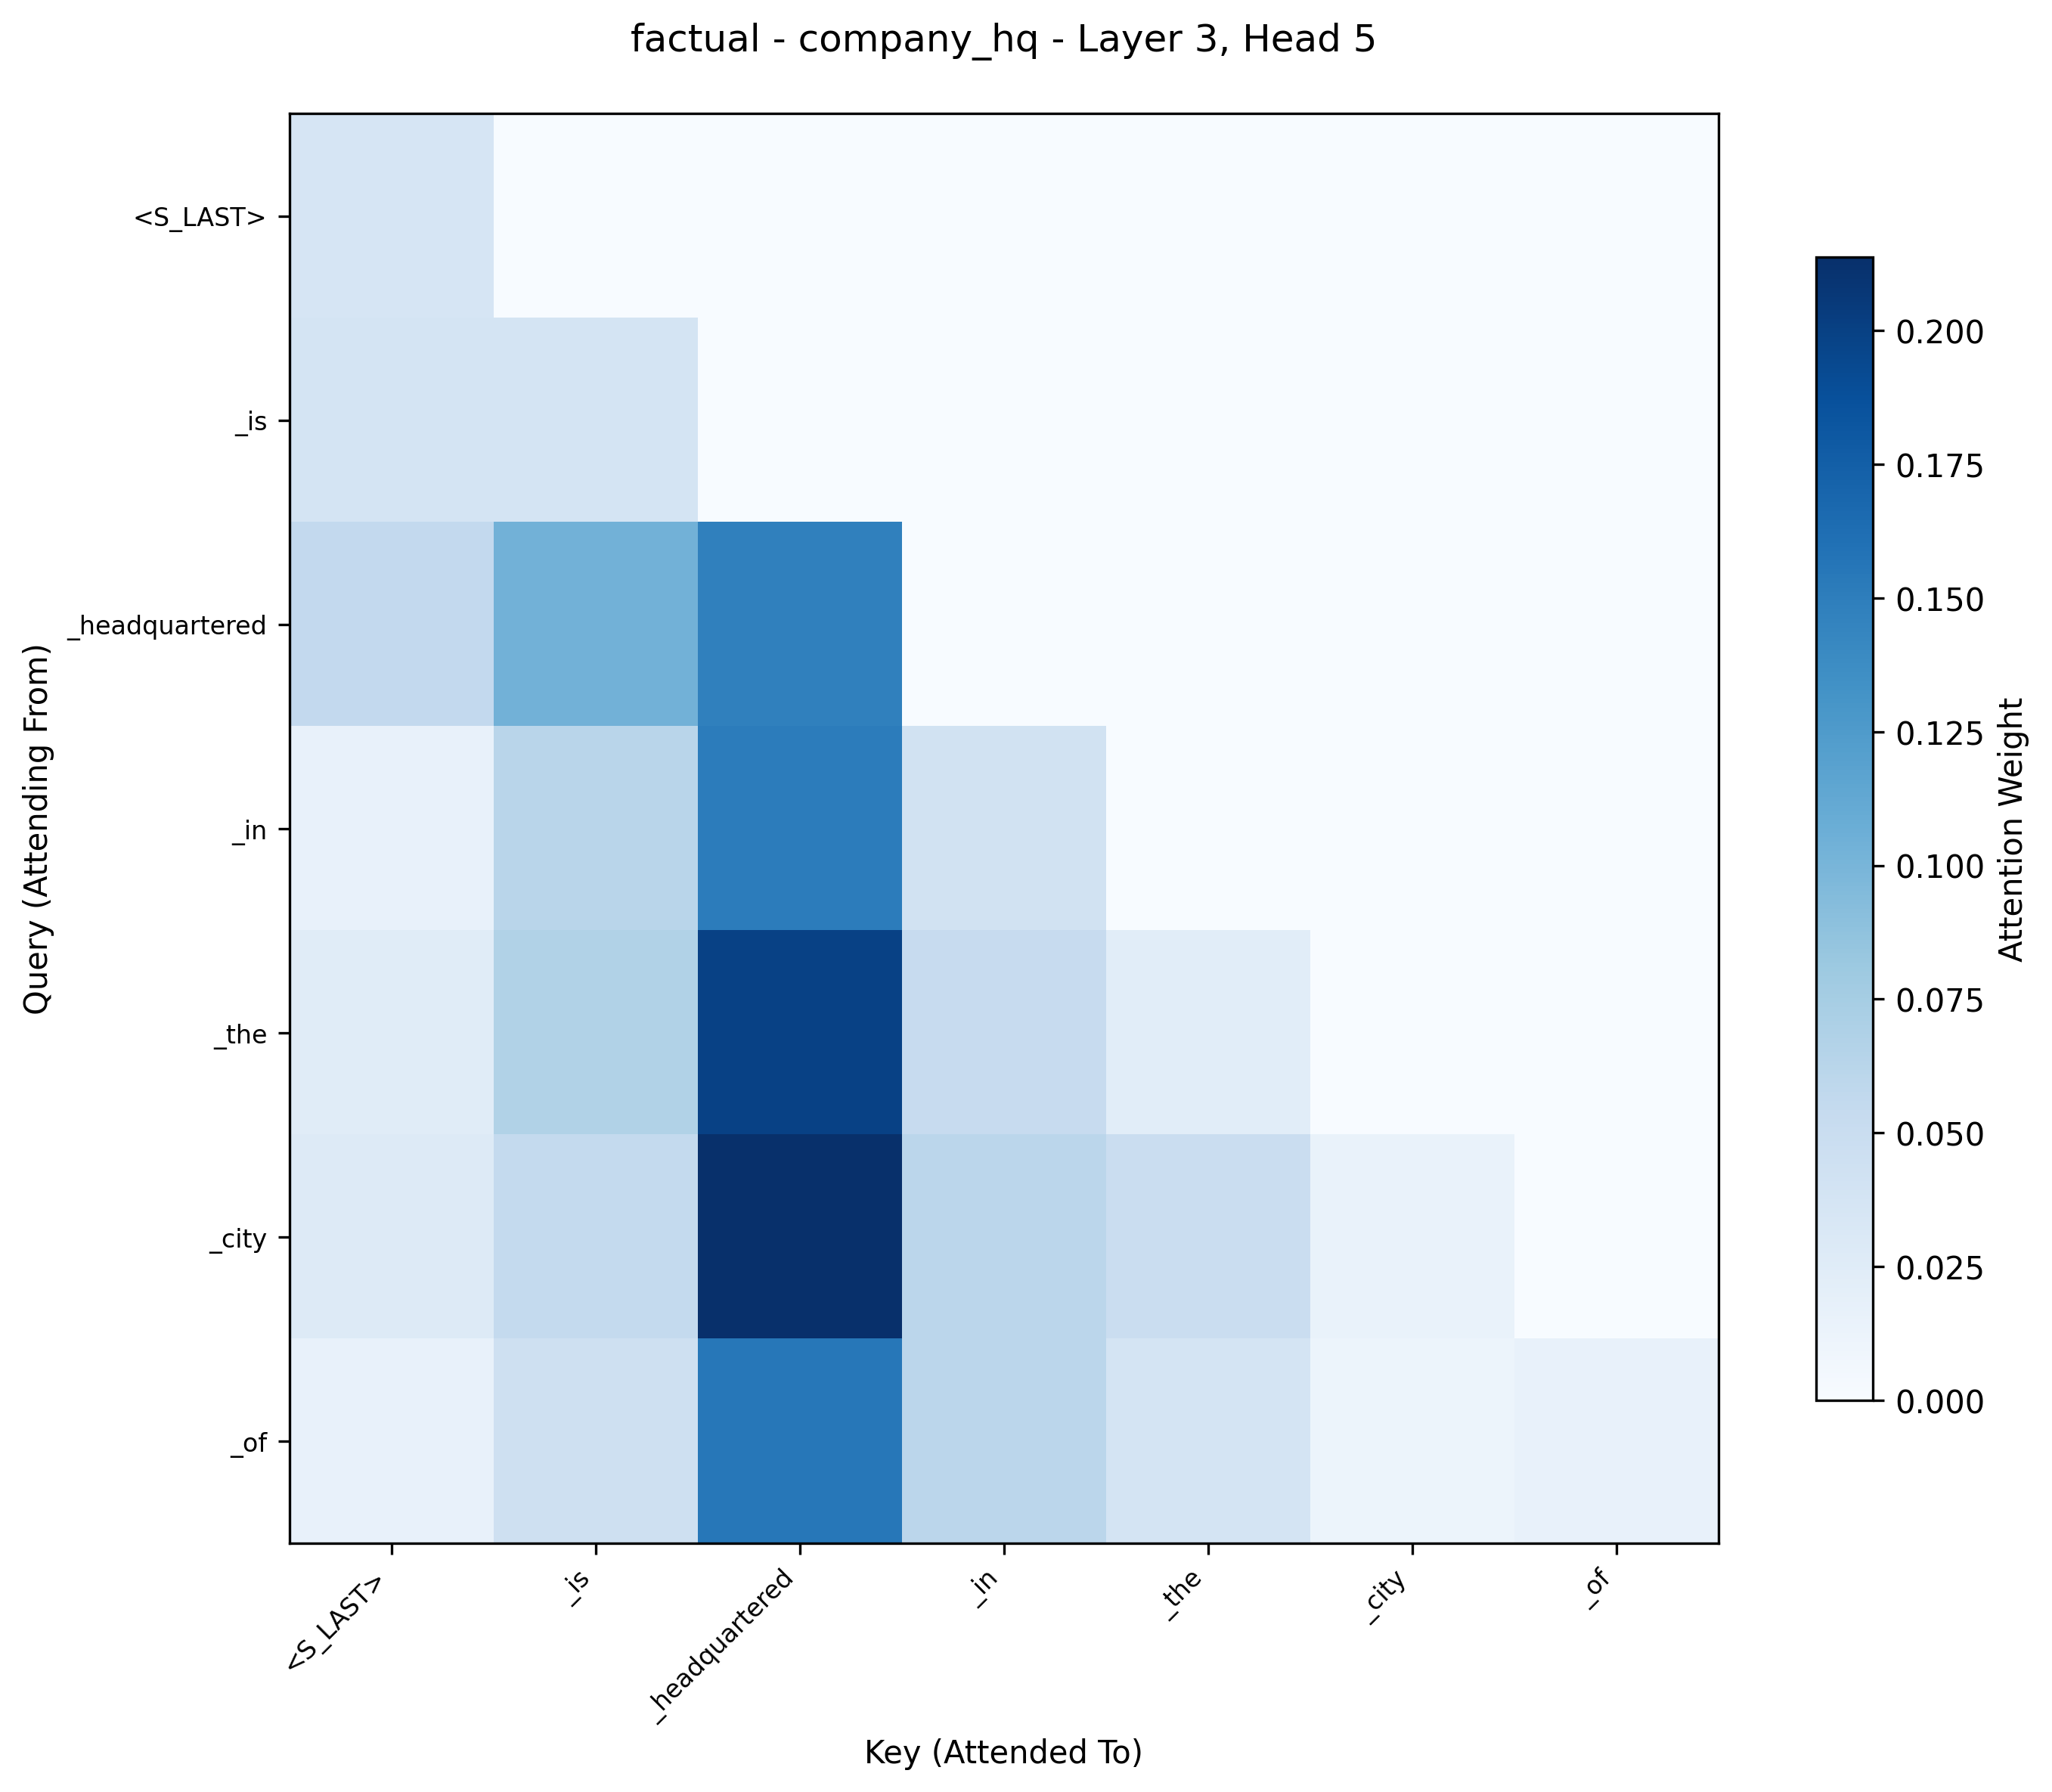 factual - company_hq - Layer 3, Head 5
Query (Attending From)
<S_LAST>
_is
_headquartered
_in
_the
_city
_of
<S_LAST>
_is
_headquartered
_in
_the
_city
_of
Key (Attended To)
0.200
0.175
0.150
0.125
0.100
0.075
0.050
0.025
0.000
Attention Weight